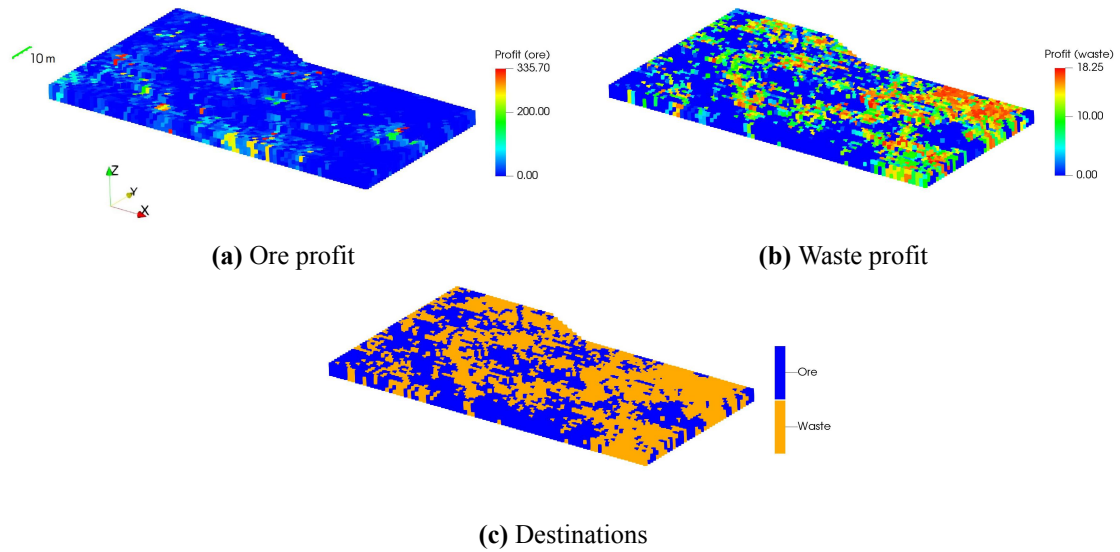 10 m
Profit (ore)
335.70
200.00
0.00
Z
Y
X
Profit (waste)
18.25
10.00
0.00
(a) Ore profit
(b) Waste profit
Ore
Waste
(c) Destinations